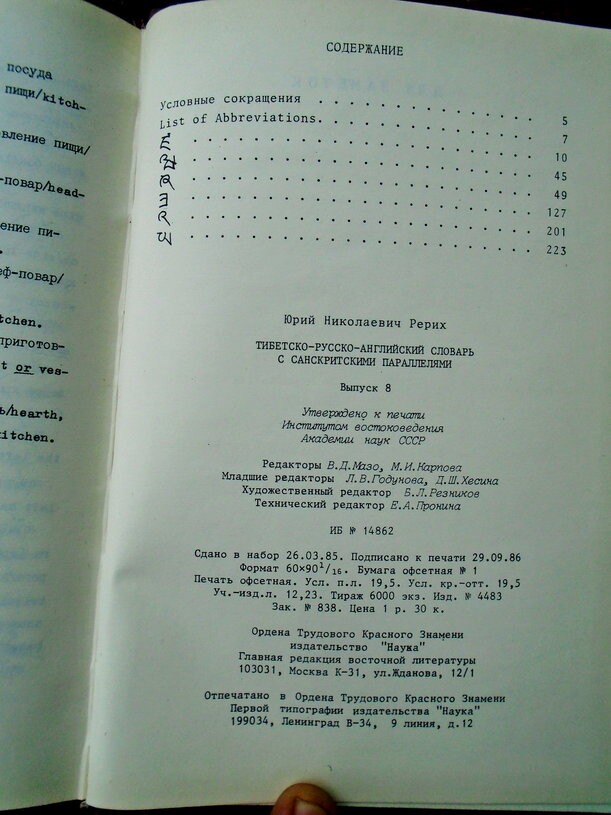 посуда
пищи/kitch-
вление пищи/
-повар/head-
ение пи-
еф-повар/
tchen.
приготов-
t or ves-
ь/hearth,
kitchen.
СОДЕРЖАНИЕ
Условные сокращения . . . . . . . . . . . . . . 5
List of Abbreviations. . . . . . . . . . . . . . 7
ཛ . . . . . . . . . . . . . . . . . . . . . . 10
ཝ . . . . . . . . . . . . . . . . . . . . . . 45
ཞ . . . . . . . . . . . . . . . . . . . . . . 49
ཟ . . . . . . . . . . . . . . . . . . . . . . 127
འ . . . . . . . . . . . . . . . . . . . . . . 201
ཡ . . . . . . . . . . . . . . . . . . . . . . 223
Юрий Николаевич Рерих
ТИБЕТСКО-РУССКО-АНГЛИЙСКИЙ СЛОВАРЬ
С САНСКРИТСКИМИ ПАРАЛЛЕЛЯМИ
Выпуск 8
Утверждено к печати
Институтом востоковедения
Академии наук СССР
Редакторы В.Д.Мазо, М.И.Карпова
Младшие редакторы Л.В.Годунова, Д.Ш.Хесина
Художественный редактор Б.Л.Резников
Технический редактор Е.А.Пронина
ИБ № 14862
Сдано в набор 26.03.85. Подписано к печати 29.09.86
Формат 60×90¹/₁₆. Бумага офсетная № 1
Печать офсетная. Усл. п.л. 19,5. Усл. кр.-отт. 19,5
Уч.-изд.л. 12,23. Тираж 6000 экз. Изд. № 4483
Зак. № 838. Цена 1 р. 30 к.
Ордена Трудового Красного Знамени
издательство "Наука"
Главная редакция восточной литературы
103031, Москва К-31, ул.Жданова, 12/1
Отпечатано в Ордена Трудового Красного Знамени
Первой типографии издательства "Наука"
199034, Ленинград В-34, 9 линия, д.12